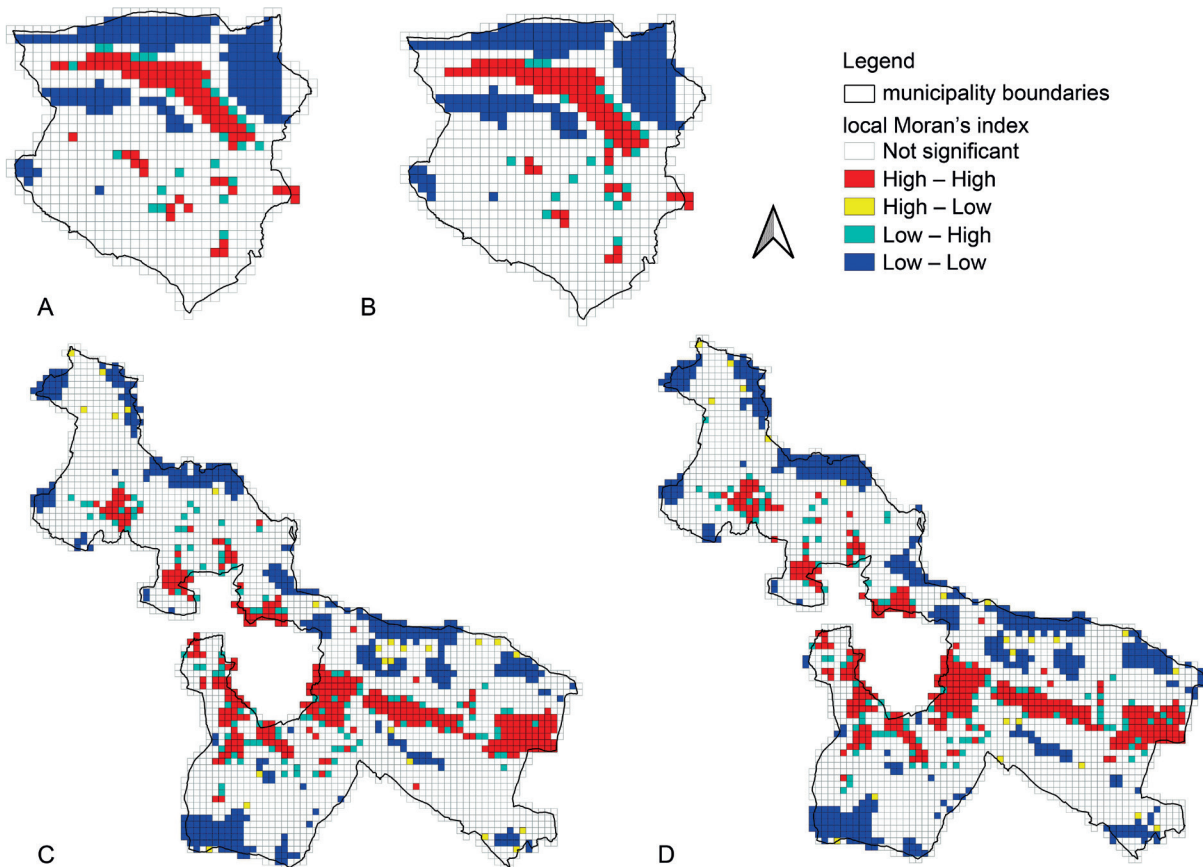 Legend
municipality boundaries
local Moran's index
Not significant
High – High
High – Low
Low – High
Low – Low
A
B
C
D